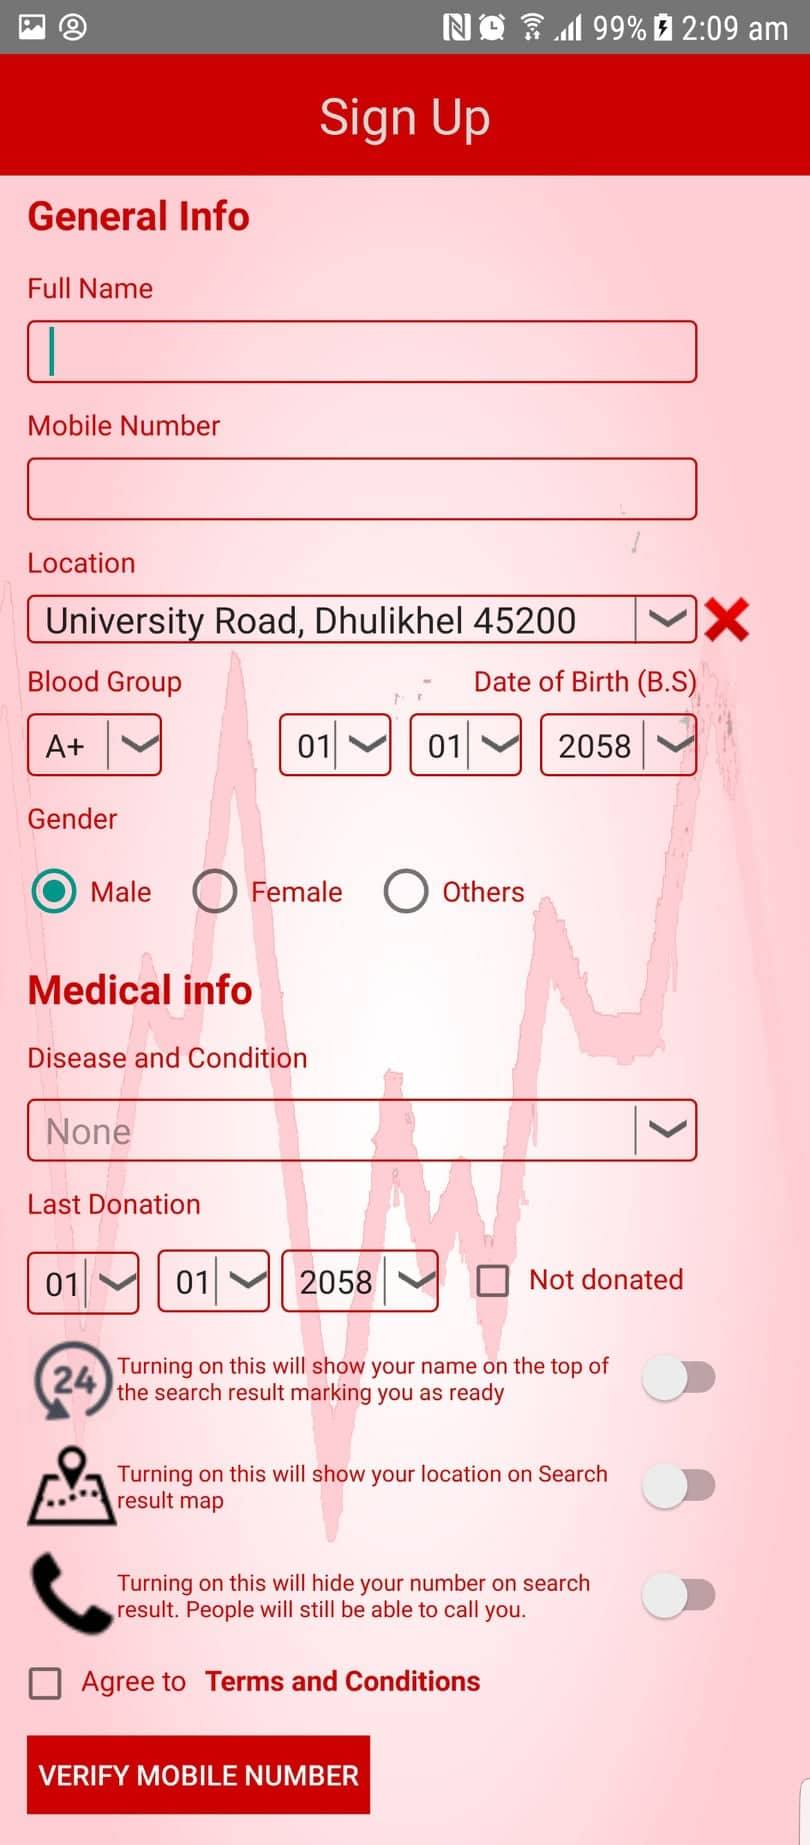 99% 2:09 am
Sign Up
General Info
Full Name
Mobile Number
Location
University Road, Dhulikhel 45200
Blood Group Date of Birth (B.S)
A+ 01 01 2058
Gender
Male Female Others
Medical info
Disease and Condition
None
Last Donation
01 01 2058 Not donated
24 Turning on this will show your name on the top of
the search result marking you as ready
Turning on this will show your location on Search
result map
Turning on this will hide your number on search
result. People will still be able to call you.
Agree to Terms and Conditions
VERIFY MOBILE NUMBER